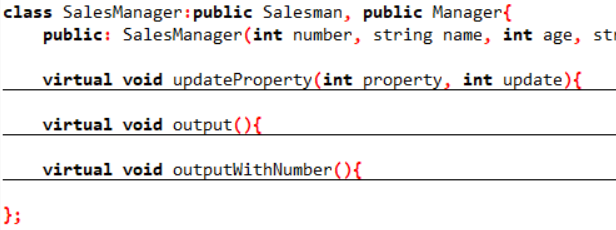 class SalesManager:public Salesman, public Manager{
public: SalesManager(int number, string name, int age, str
virtual void updateProperty(int property, int update){
virtual void output(){
virtual void outputWithNumber(){
};